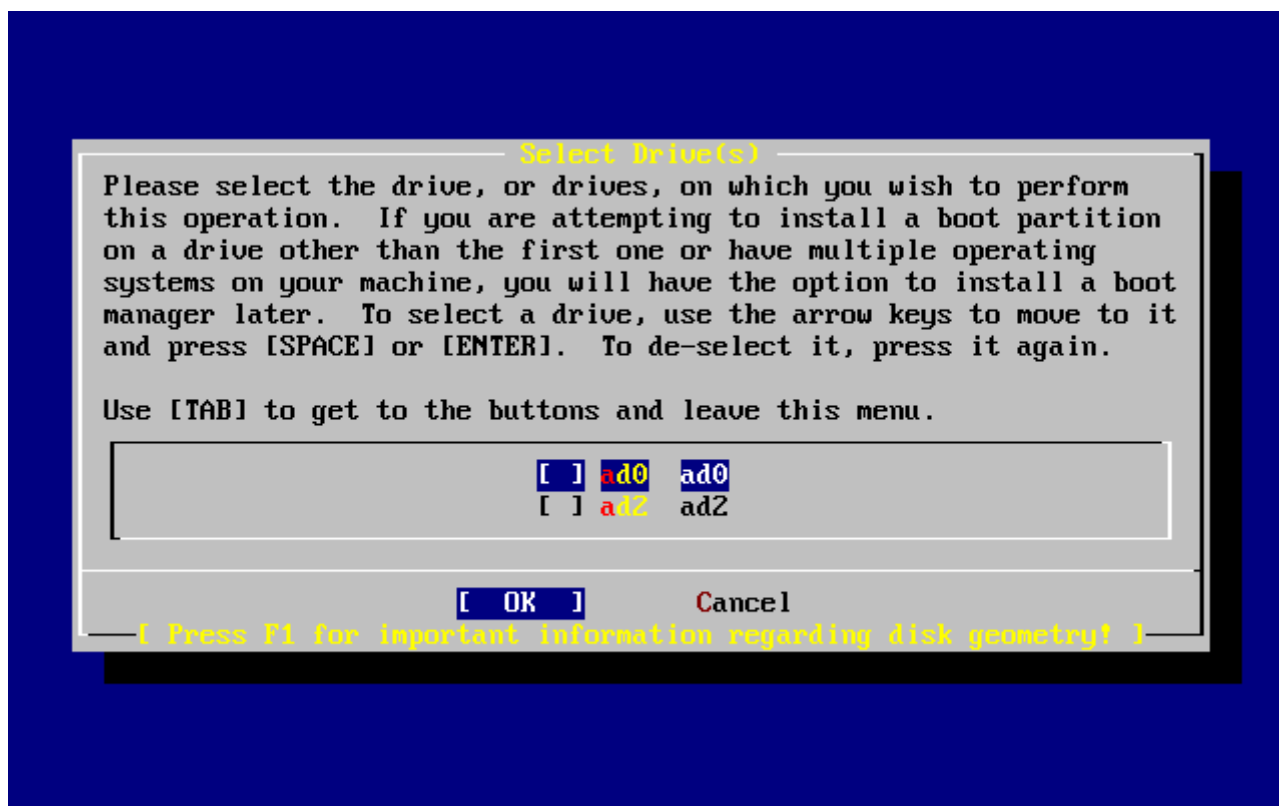 Select Drive(s)
Please select the drive, or drives, on which you wish to perform
this operation.  If you are attempting to install a boot partition
on a drive other than the first one or have multiple operating
systems on your machine, you will have the option to install a boot
manager later.  To select a drive, use the arrow keys to move to it
and press [SPACE] or [ENTER].  To de-select it, press it again.
Use [TAB] to get to the buttons and leave this menu.
[ ] ad0  ad0
[ ] ad2  ad2
[  OK  ]       Cancel
[ Press F1 for important information regarding disk geometry! ]